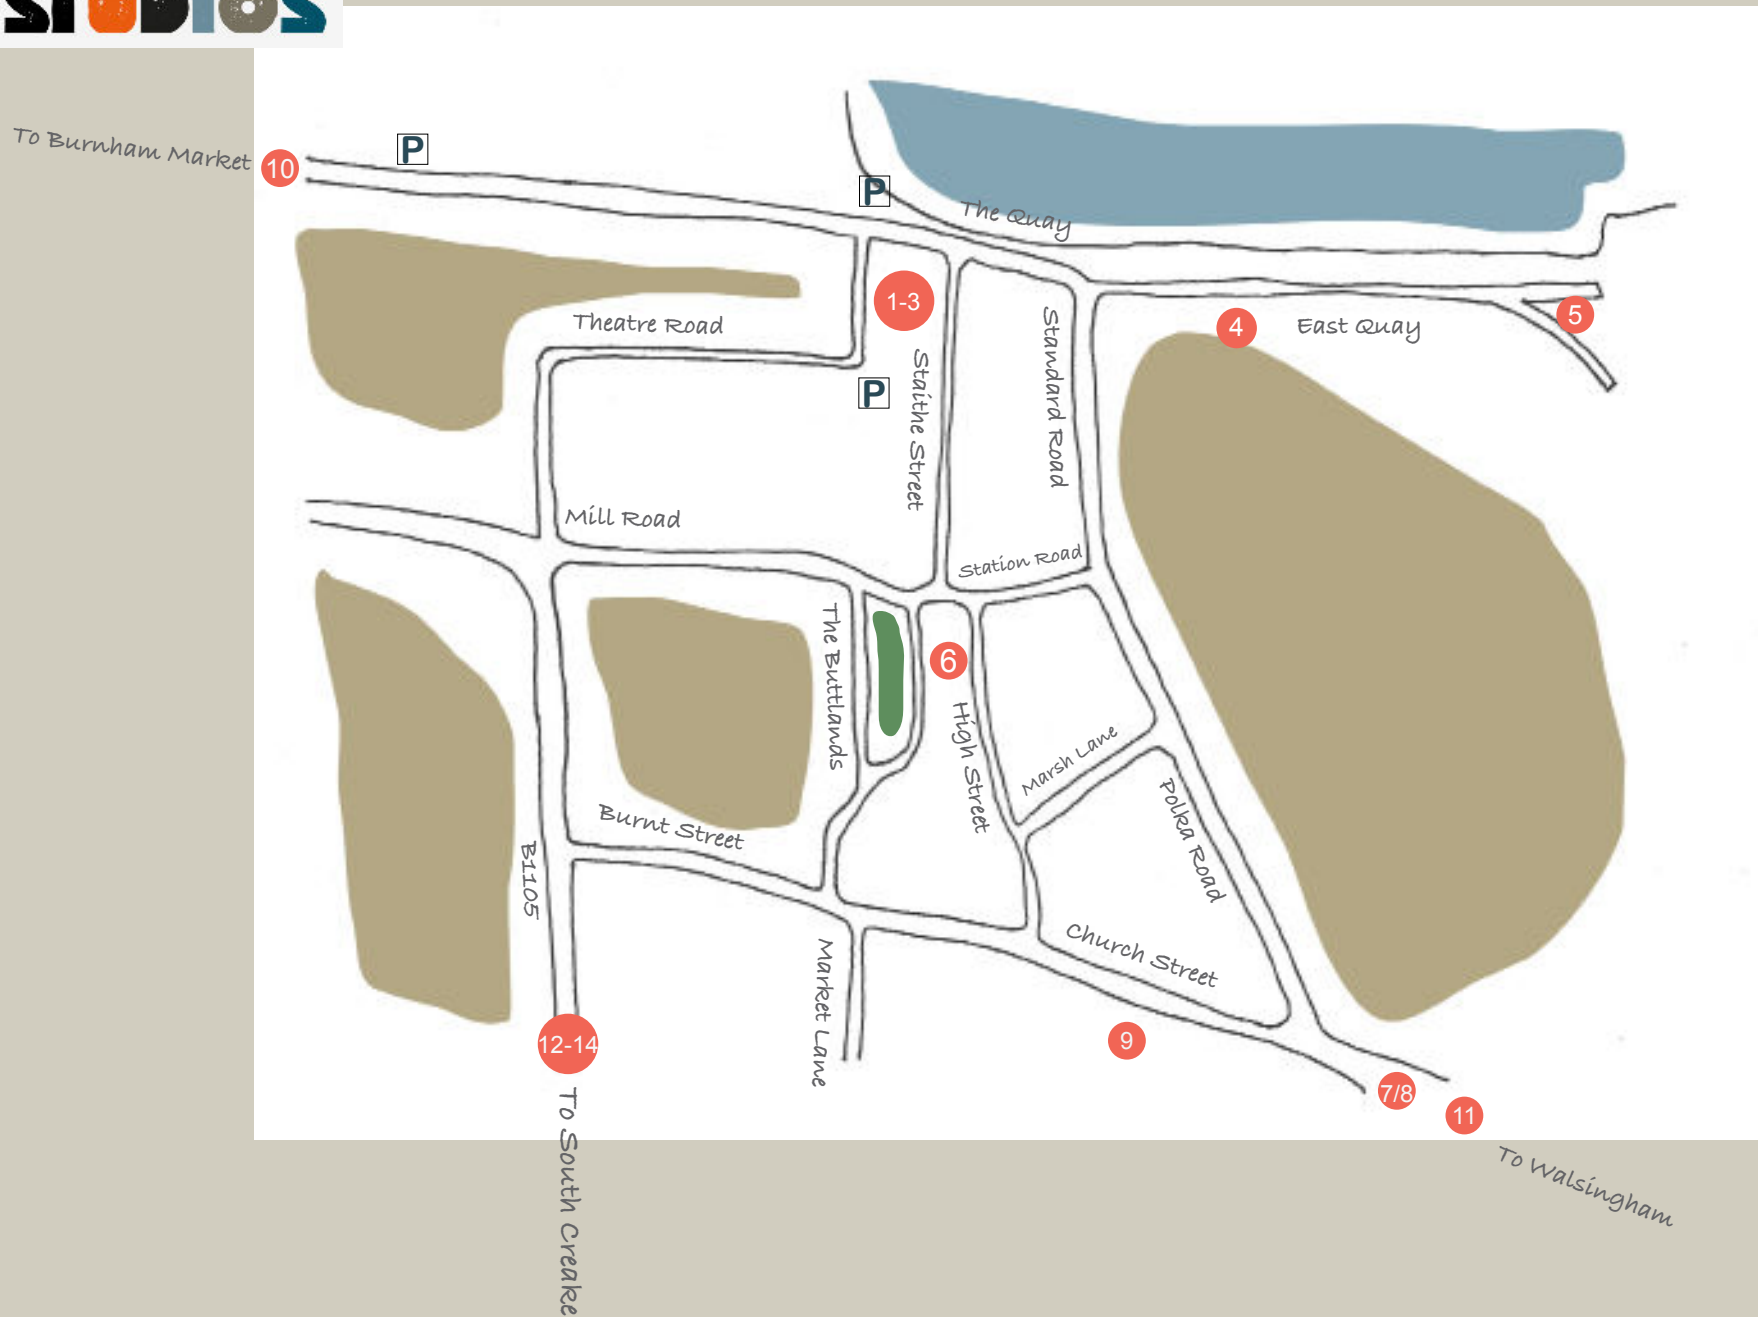 STUDIOS
To Burnham Market
10
P
P
The Quay
1-3
Theatre Road
Standard Road
4
East Quay
5
P
Staithe Street
Mill Road
Station Road
The Buttlands
6
High Street
Marsh Lane
Polka Road
Burnt Street
B1105
Church Street
Market Lane
12-14
9
7/8
11
To South Creake
To Walsingham